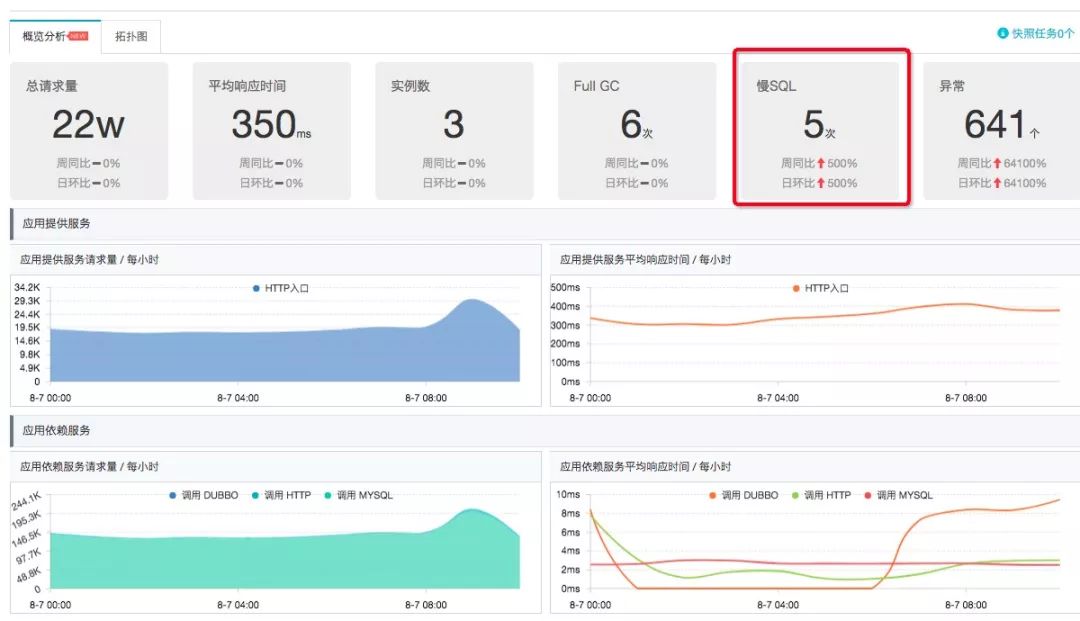 概览分析 NEW 拓扑图
快照任务0个
总请求量 平均响应时间 实例数 Full GC 慢SQL 异常
22w 350ms 3 6次 5次 641个
周同比 0% 周同比 0% 周同比 0% 周同比 0% 周同比 500% 周同比 64100%
日环比 0% 日环比 0% 日环比 0% 日环比 0% 日环比 500% 日环比 64100%
应用提供服务
应用提供服务请求量 / 每小时
HTTP入口
34.2K
29.3K
24.4K
19.5K
14.6K
9.8K
4.9K
0
8-7 00:00 8-7 04:00 8-7 08:00
应用提供服务平均响应时间 / 每小时
HTTP入口
500ms
400ms
300ms
200ms
100ms
0ms
8-7 00:00 8-7 04:00 8-7 08:00
应用依赖服务
应用依赖服务请求量 / 每小时
调用 DUBBO 调用 HTTP 调用 MYSQL
244.1K
195.3K
146.5K
97.7K
48.8K
0
8-7 00:00 8-7 04:00 8-7 08:00
应用依赖服务平均响应时间 / 每小时
调用 DUBBO 调用 HTTP 调用 MYSQL
10ms
8ms
6ms
4ms
2ms
0ms
8-7 00:00 8-7 04:00 8-7 08:00